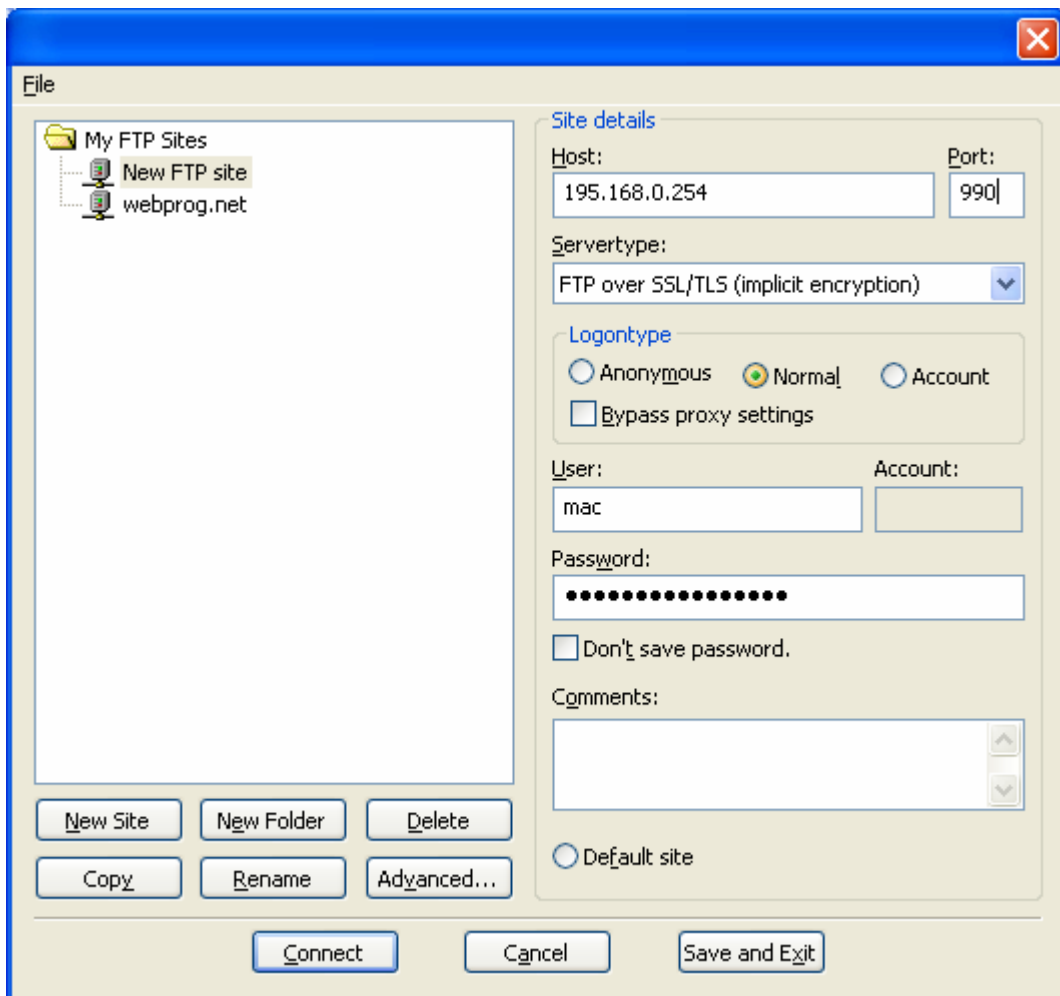 File
My FTP Sites
New FTP site
webprog.net
New Site
New Folder
Delete
Copy
Rename
Advanced...
Site details
Host:
Port:
195.168.0.254
990
Servertype:
FTP over SSL/TLS (implicit encryption)
Logontype
Anonymous
Normal
Account
Bypass proxy settings
User:
Account:
mac
Password:
••••••••••••••••
Don't save password.
Comments:
Default site
Connect
Cancel
Save and Exit